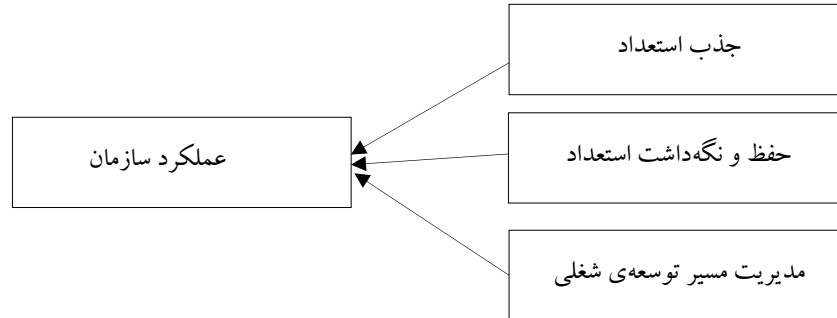 جذب استعداد
حفظ و نگه‌داشت استعداد
عملکرد سازمان
مدیریت مسیر توسعه‌ی شغلی